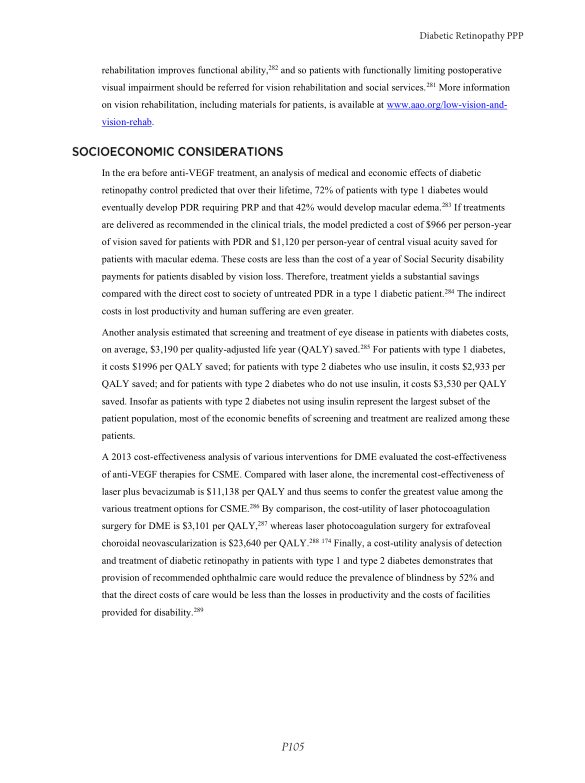 Diabetic Retinopathy PPP
rehabilitation improves functional ability,282 and so patients with functionally limiting postoperative
visual impairment should be referred for vision rehabilitation and social services.281 More information
on vision rehabilitation, including materials for patients, is available at www.aao.org/low-vision-and-
vision-rehab.
SOCIOECONOMIC CONSIDERATIONS
In the era before anti-VEGF treatment, an analysis of medical and economic effects of diabetic
retinopathy control predicted that over their lifetime, 72% of patients with type 1 diabetes would
eventually develop PDR requiring PRP and that 42% would develop macular edema.283 If treatments
are delivered as recommended in the clinical trials, the model predicted a cost of $966 per person-year
of vision saved for patients with PDR and $1,120 per person-year of central visual acuity saved for
patients with macular edema. These costs are less than the cost of a year of Social Security disability
payments for patients disabled by vision loss. Therefore, treatment yields a substantial savings
compared with the direct cost to society of untreated PDR in a type 1 diabetic patient.284 The indirect
costs in lost productivity and human suffering are even greater.
Another analysis estimated that screening and treatment of eye disease in patients with diabetes costs,
on average, $3,190 per quality-adjusted life year (QALY) saved.285 For patients with type 1 diabetes,
it costs $1996 per QALY saved; for patients with type 2 diabetes who use insulin, it costs $2,933 per
QALY saved; and for patients with type 2 diabetes who do not use insulin, it costs $3,530 per QALY
saved. Insofar as patients with type 2 diabetes not using insulin represent the largest subset of the
patient population, most of the economic benefits of screening and treatment are realized among these
patients.
A 2013 cost-effectiveness analysis of various interventions for DME evaluated the cost-effectiveness
of anti-VEGF therapies for CSME. Compared with laser alone, the incremental cost-effectiveness of
laser plus bevacizumab is $11,138 per QALY and thus seems to confer the greatest value among the
various treatment options for CSME.286 By comparison, the cost-utility of laser photocoagulation
surgery for DME is $3,101 per QALY,287 whereas laser photocoagulation surgery for extrafoveal
choroidal neovascularization is $23,640 per QALY.288 174 Finally, a cost-utility analysis of detection
and treatment of diabetic retinopathy in patients with type 1 and type 2 diabetes demonstrates that
provision of recommended ophthalmic care would reduce the prevalence of blindness by 52% and
that the direct costs of care would be less than the losses in productivity and the costs of facilities
provided for disability.289
P105